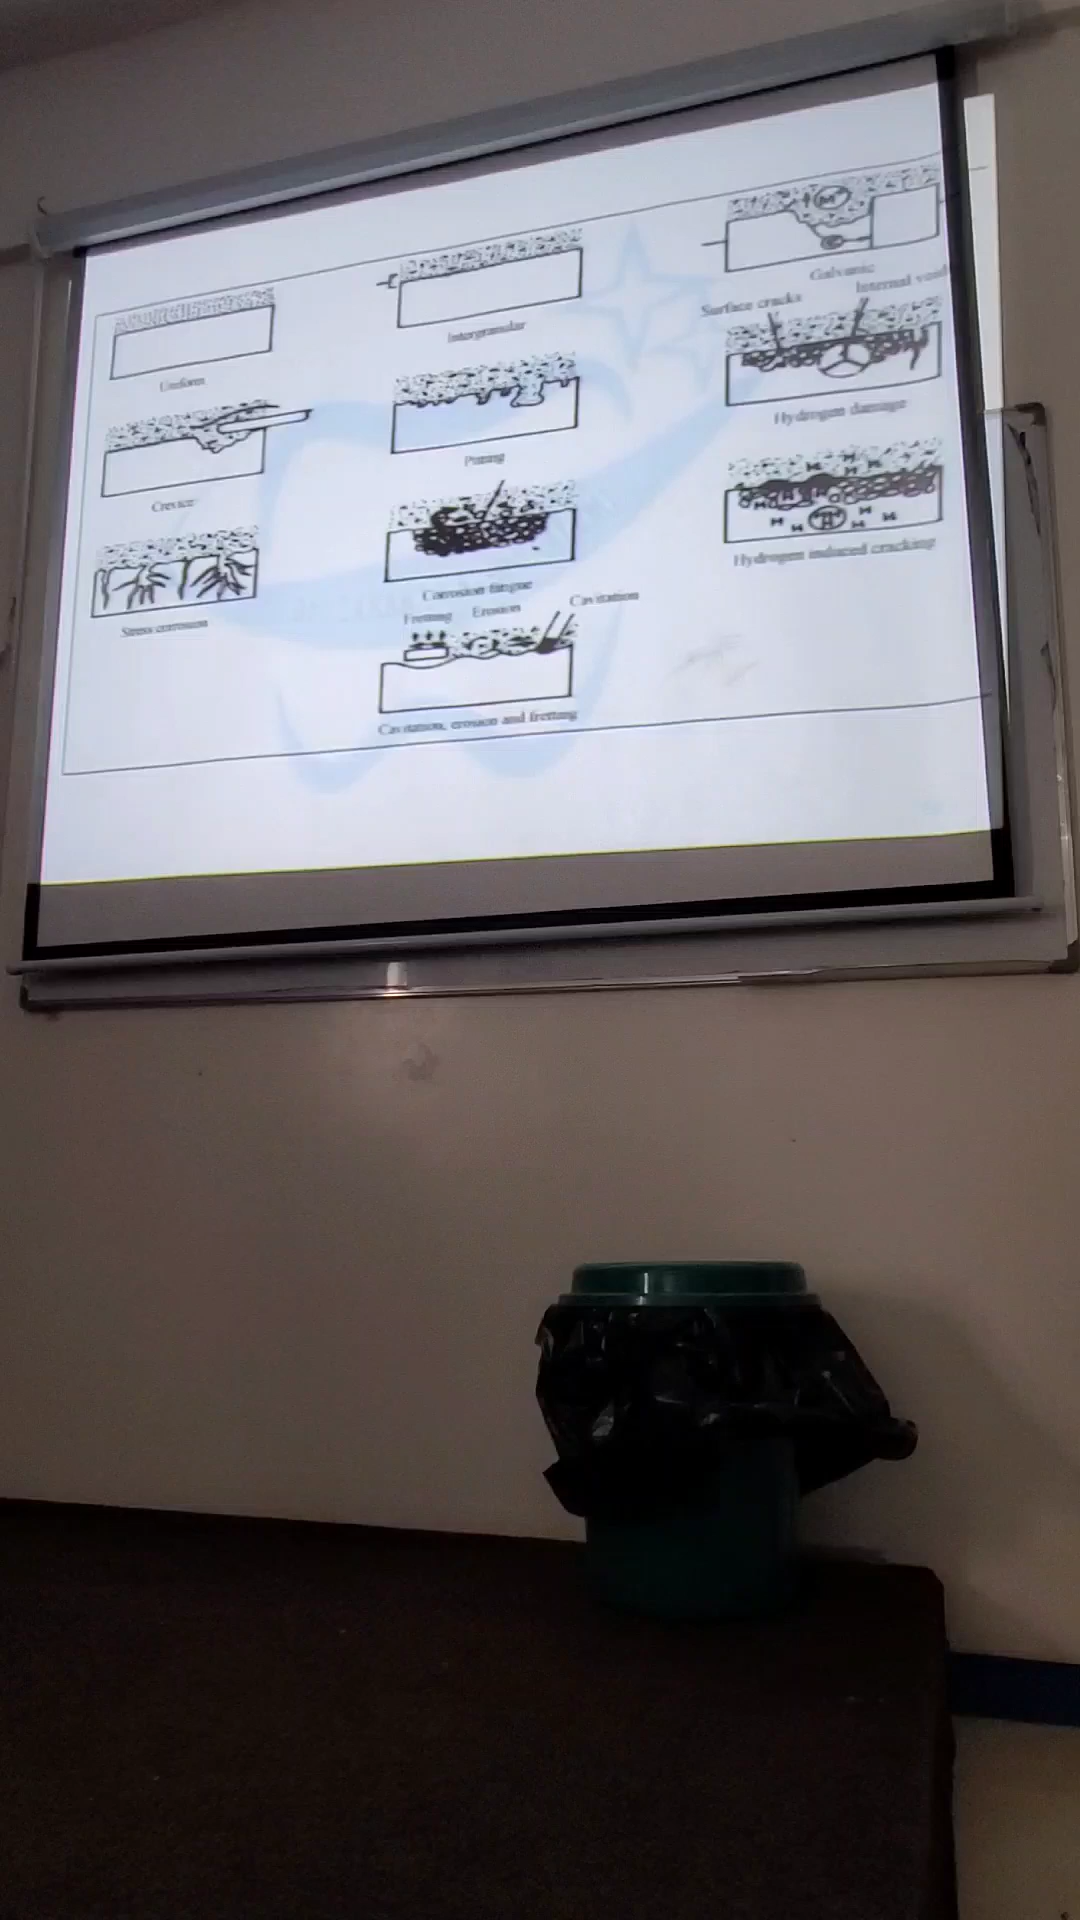 Uniform
Intergranular
Galvanic
Crevice
Pitting
Surface cracks
Internal void
Hydrogen damage
Stress corrosion
Corrosion fatigue
Hydrogen induced cracking
Fretting
Erosion
Cavitation
Cavitation, erosion and fretting